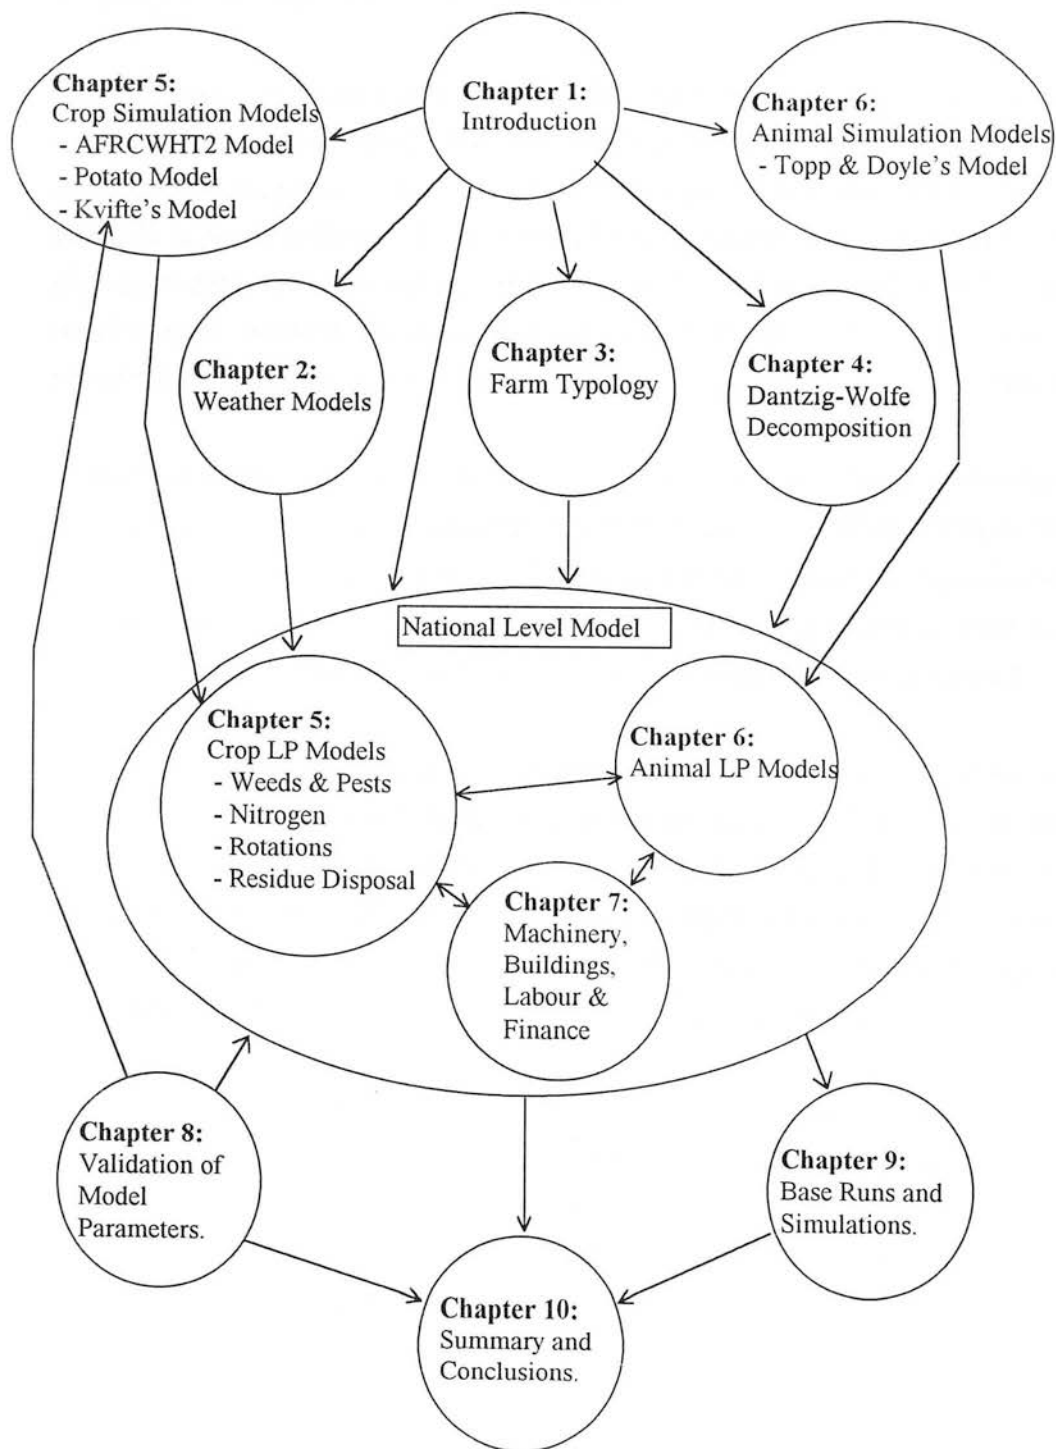 Chapter 5:
Crop Simulation Models
- AFRCWHT2 Model
- Potato Model
- Kvifte's Model
Chapter 1:
Introduction
Chapter 6:
Animal Simulation Models
- Topp & Doyle's Model
Chapter 2:
Weather Models
Chapter 3:
Farm Typology
Chapter 4:
Dantzig-Wolfe
Decomposition
National Level Model
Chapter 5:
Crop LP Models
- Weeds & Pests
- Nitrogen
- Rotations
- Residue Disposal
Chapter 6:
Animal LP Models
Chapter 7:
Machinery,
Buildings,
Labour &
Finance
Chapter 8:
Validation of
Model
Parameters.
Chapter 9:
Base Runs and
Simulations.
Chapter 10:
Summary and
Conclusions.